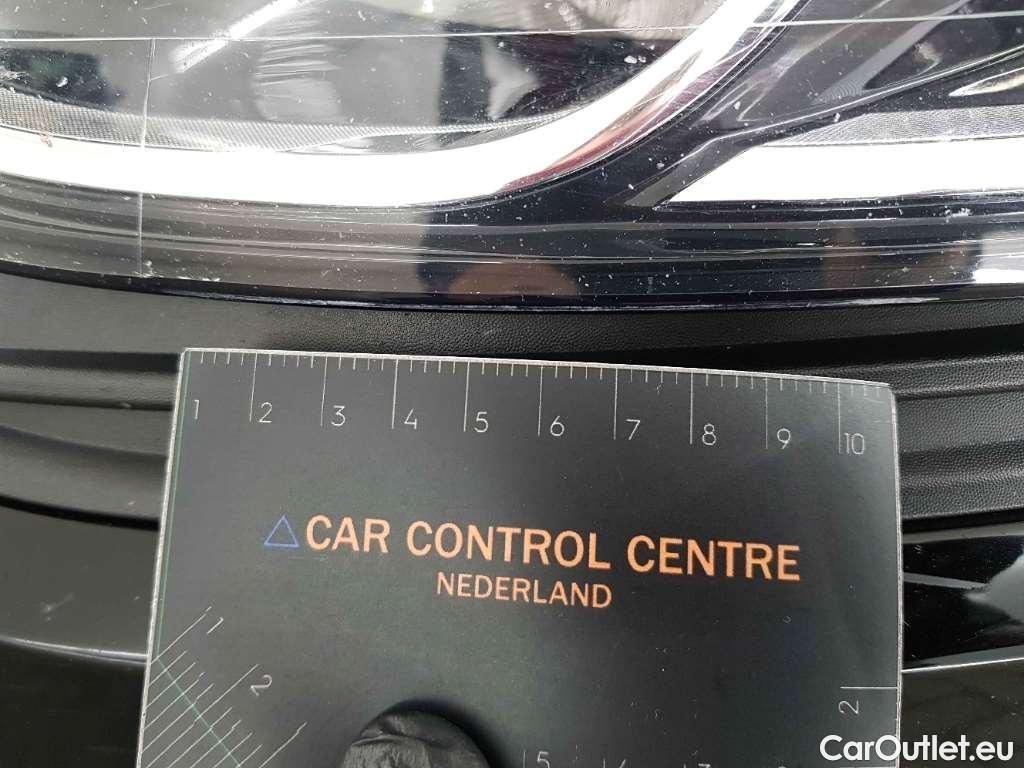 1 2 3 4 5 6 7 8 9 10
CAR CONTROL CENTRE
NEDERLAND
1
2
2
5
CarOutlet.eu